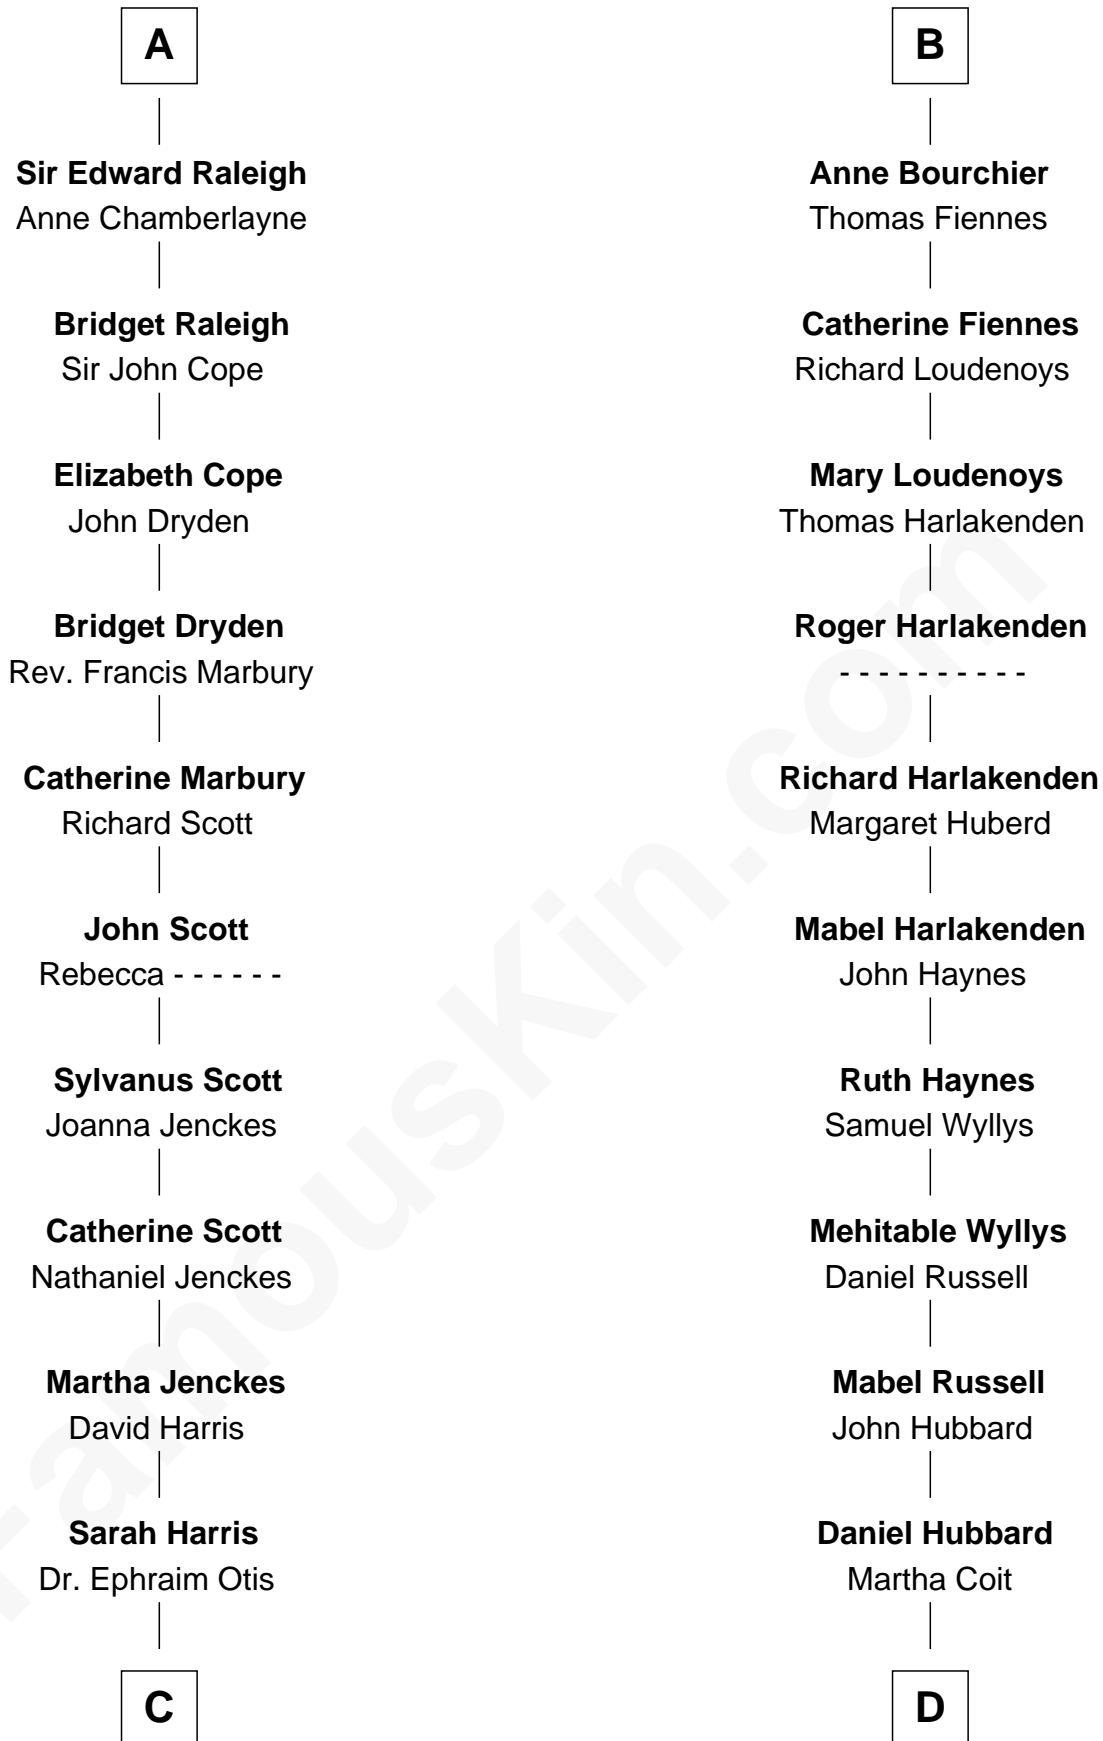 A
Sir Edward Raleigh
Anne Chamberlayne
Bridget Raleigh
Sir John Cope
Elizabeth Cope
John Dryden
Bridget Dryden
Rev. Francis Marbury
Catherine Marbury
Richard Scott
John Scott
Rebecca - - - - - -
Sylvanus Scott
Joanna Jenckes
Catherine Scott
Nathaniel Jenckes
Martha Jenckes
David Harris
Sarah Harris
Dr. Ephraim Otis
C
B
Anne Bourchier
Thomas Fiennes
Catherine Fiennes
Richard Loudenoys
Mary Loudenoys
Thomas Harlakenden
Roger Harlakenden
- - - - - - - - - -
Richard Harlakenden
Margaret Huberd
Mabel Harlakenden
John Haynes
Ruth Haynes
Samuel Wyllys
Mehitable Wyllys
Daniel Russell
Mabel Russell
John Hubbard
Daniel Hubbard
Martha Coit
D
FamousKin.com